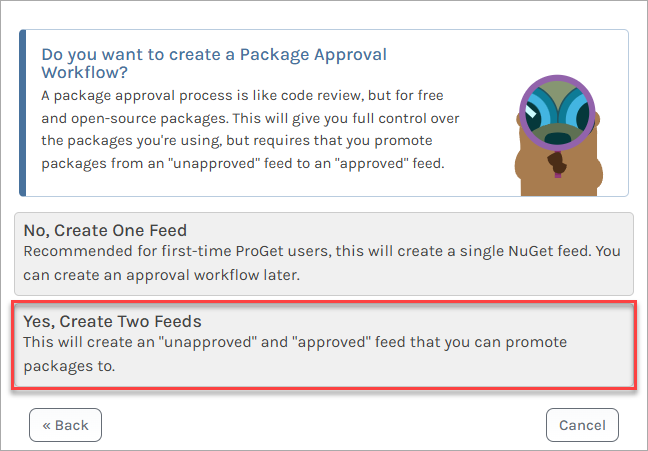 Do you want to create a Package Approval
Workflow?
A package approval process is like code review, but for free
and open-source packages. This will give you full control over
the packages you're using, but requires that you promote
packages from an "unapproved" feed to an "approved" feed.
No, Create One Feed
Recommended for first-time ProGet users, this will create a single NuGet feed. You
can create an approval workflow later.
Yes, Create Two Feeds
This will create an "unapproved" and "approved" feed that you can promote
packages to.
« Back
Cancel